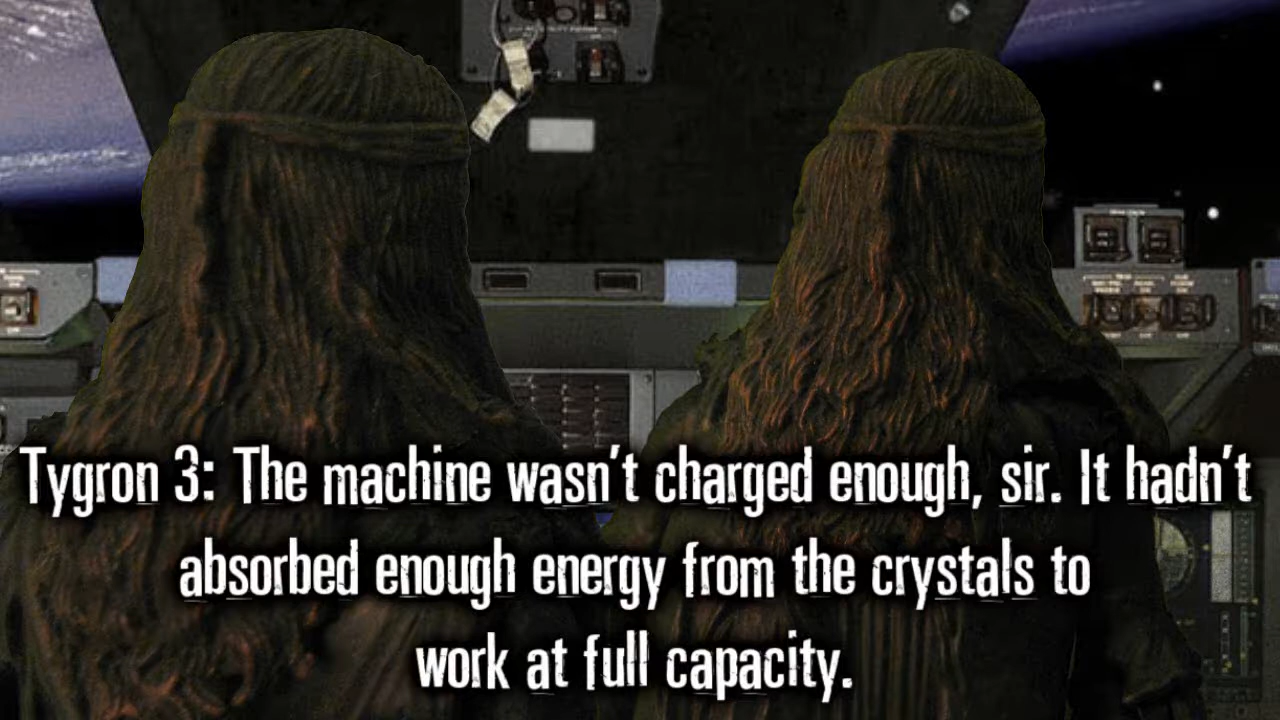 Tygron 3: The machine wasn't charged enough, sir. It hadn't
absorbed enough energy from the crystals to
work at full capacity.